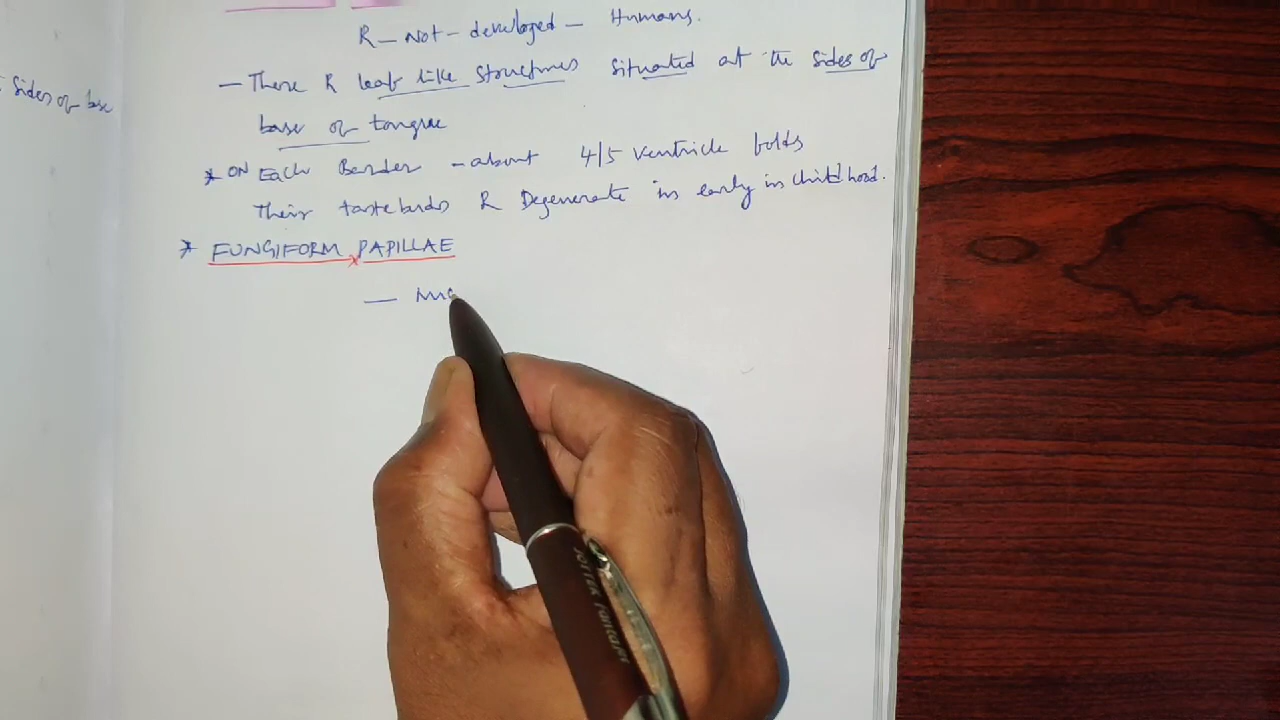 : Sides of base
R - Not - developed - Humans.
- There R leaf like structures situated at the sides of
base of tongue
* ON Each Border - about 4/5 ventricle folds
Their tastebuds R Degenerate in early in childhood.
* FUNGIFORM PAPILLAE
-